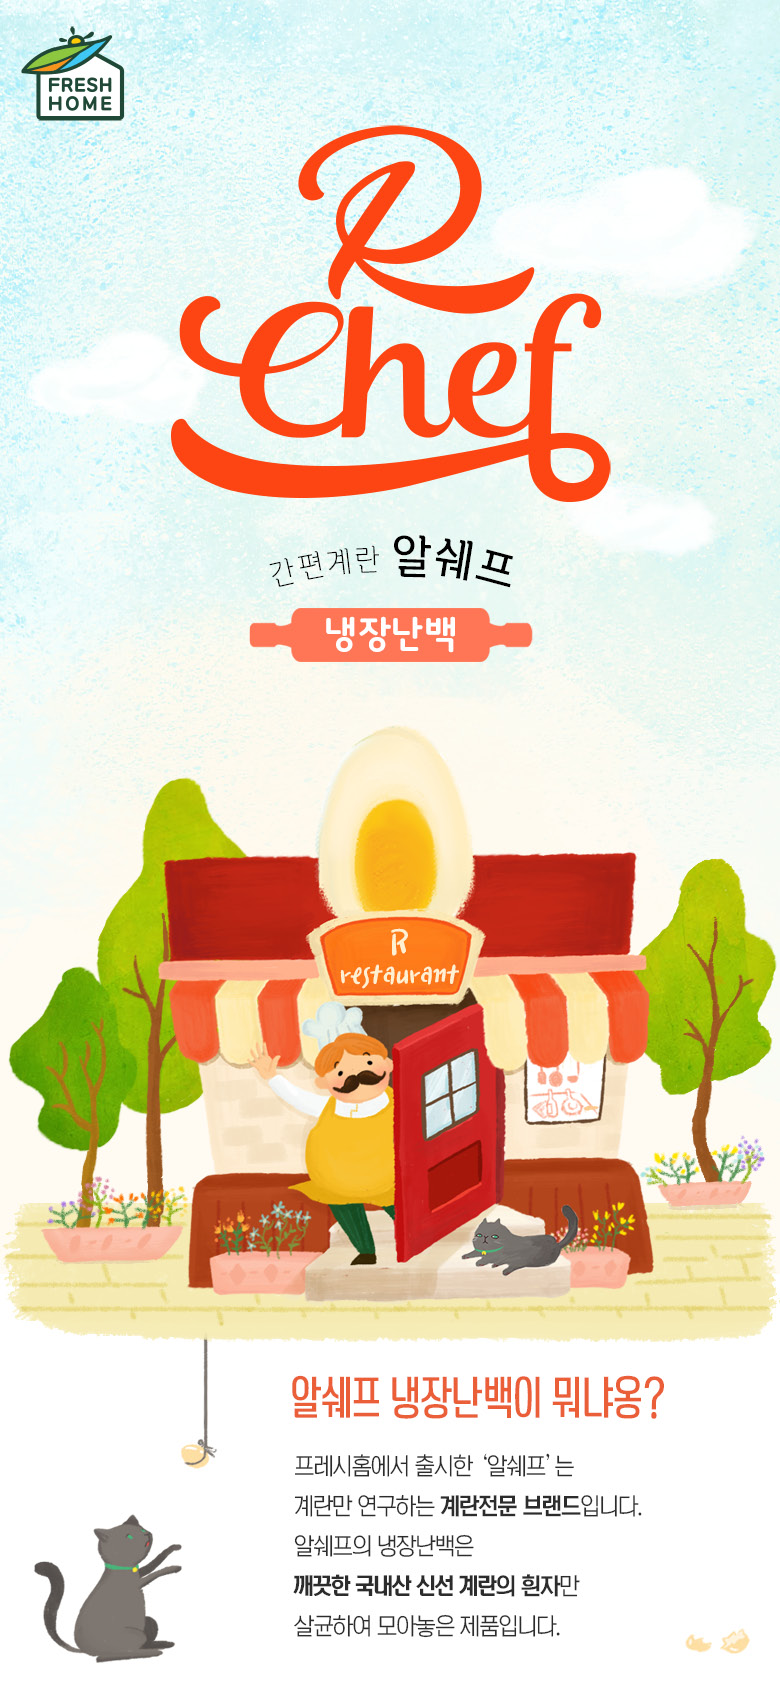 FRESH
HOME
R
Chef
간편계란 알쉐프
냉장난백
R
restaurant
알쉐프 냉장난백이 뭐냐옹?
프레시홈에서 출시한 ‘알쉐프’는
계란만 연구하는 계란전문 브랜드입니다.
알쉐프의 냉장난백은
깨끗한 국내산 신선 계란의 흰자만
살균하여 모아놓은 제품입니다.